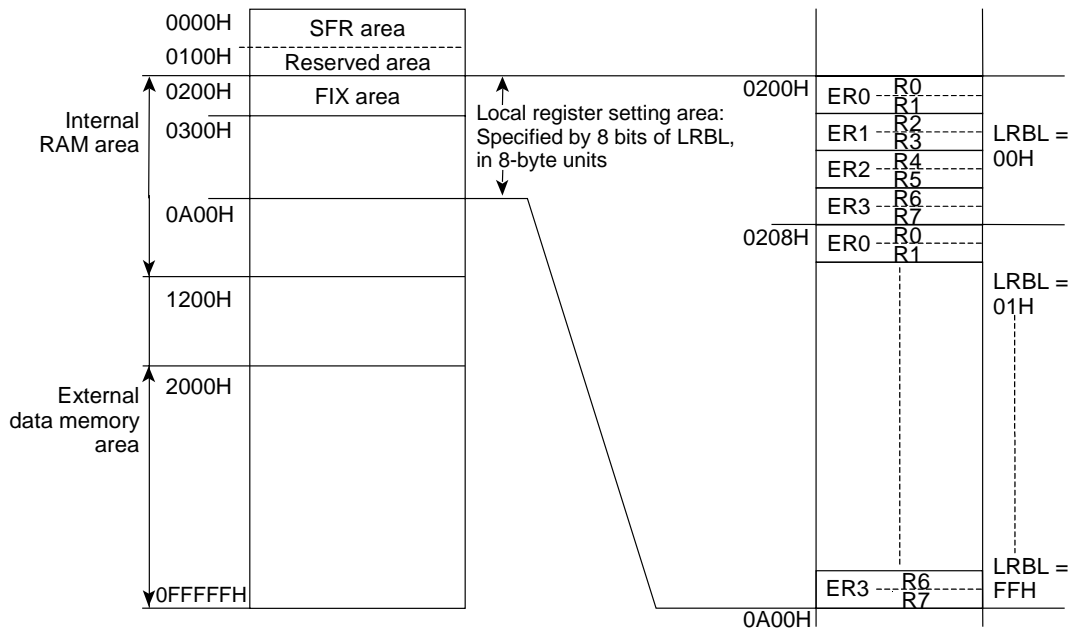 0000H
SFR area
0100H
Reserved area
0200H
FIX area
0300H
Internal
RAM area
0A00H
1200H
2000H
External
data memory
area
0FFFFFH
Local register setting area:
Specified by 8 bits of LRBL,
in 8-byte units
0200H
ER0
R0
R1
ER1
R2
R3
ER2
R4
R5
ER3
R6
R7
LRBL =
00H
0208H
ER0
R0
R1
LRBL =
01H
ER3
R6
R7
LRBL =
FFH
0A00H